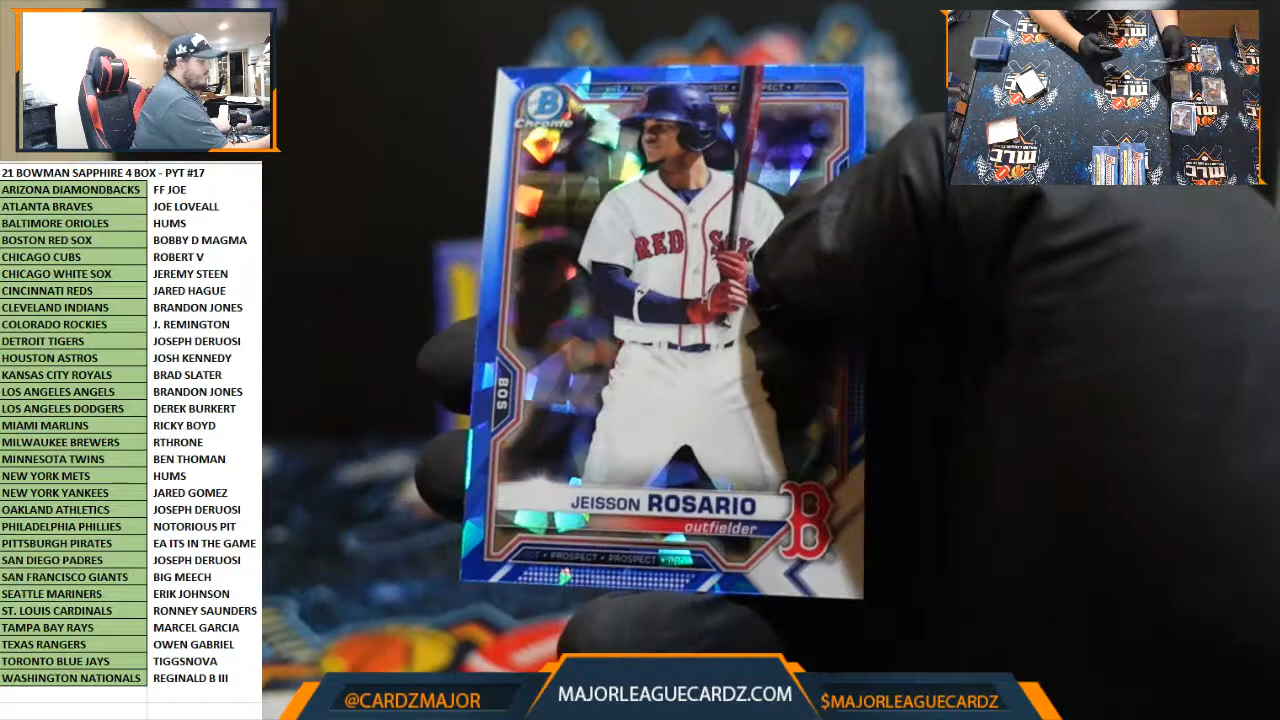 21 BOWMAN SAPPHIRE 4 BOX - PYT #17
ARIZONA DIAMONDBACKS FF JOE
ATLANTA BRAVES JOE LOVEALL
BALTIMORE ORIOLES HUMS
BOSTON RED SOX BOBBY D MAGMA
CHICAGO CUBS ROBERT V
CHICAGO WHITE SOX JEREMY STEEN
CINCINNATI REDS JARED HAGUE
CLEVELAND INDIANS BRANDON JONES
COLORADO ROCKIES J. REMINGTON
DETROIT TIGERS JOSEPH DERUOSI
HOUSTON ASTROS JOSH KENNEDY
KANSAS CITY ROYALS BRAD SLATER
LOS ANGELES ANGELS BRANDON JONES
LOS ANGELES DODGERS DEREK BURKERT
MIAMI MARLINS RICKY BOYD
MILWAUKEE BREWERS RTHRONE
MINNESOTA TWINS BEN THOMAN
NEW YORK METS HUMS
NEW YORK YANKEES JARED GOMEZ
OAKLAND ATHLETICS JOSEPH DERUOSI
PHILADELPHIA PHILLIES NOTORIOUS PIT
PITTSBURGH PIRATES EA ITS IN THE GAME
SAN DIEGO PADRES JOSEPH DERUOSI
SAN FRANCISCO GIANTS BIG MEECH
SEATTLE MARINERS ERIK JOHNSON
ST. LOUIS CARDINALS RONNEY SAUNDERS
TAMPA BAY RAYS MARCEL GARCIA
TEXAS RANGERS OWEN GABRIEL
TORONTO BLUE JAYS TIGGSNOVA
WASHINGTON NATIONALS REGINALD B III
B
Chrome
RED SOX
BOS
JEISSON ROSARIO
outfielder
B
PROSPECT • PROSPECT
MLC
MLC
MLC
@CARDZMAJOR
MAJORLEAGUECARDZ.COM
$MAJORLEAGUECARDZ